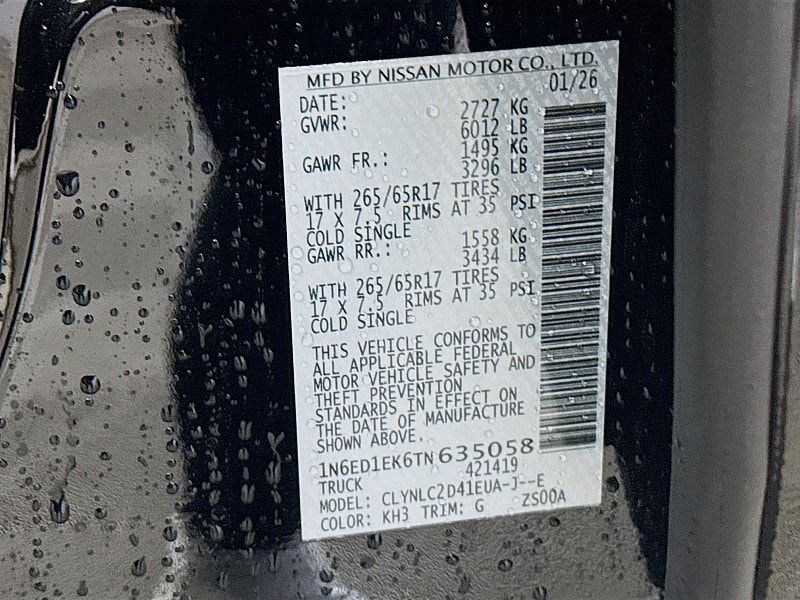 MFD BY NISSAN MOTOR CO., LTD.
DATE: 01/26
GVWR: 2727 KG
6012 LB
GAWR FR.: 1495 KG
3296 LB
WITH 265/65R17 TIRES
17 X 7.5 RIMS AT 35 PSI
COLD SINGLE
GAWR RR.: 1558 KG
3434 LB
WITH 265/65R17 TIRES
17 X 7.5 RIMS AT 35 PSI
COLD SINGLE
THIS VEHICLE CONFORMS TO
ALL APPLICABLE FEDERAL
MOTOR VEHICLE SAFETY AND
THEFT PREVENTION
STANDARDS IN EFFECT ON
THE DATE OF MANUFACTURE
SHOWN ABOVE.
1N6ED1EK6TN635058
TRUCK 421419
MODEL: CLYNLC2D41EUA-J--E
COLOR: KH3 TRIM: G ZS00A